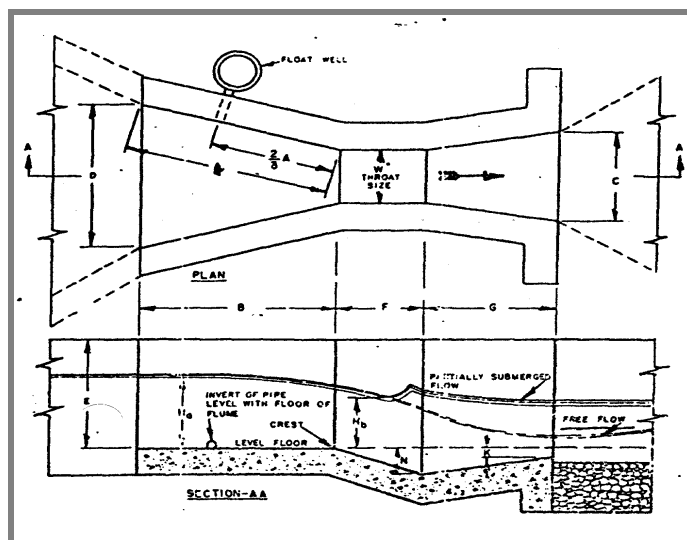 FLOAT WELL
A
A
D
A
2/3 A
W
THROAT
SIZE
C
PLAN
B
F
G
E
Ha
INVERT OF PIPE
LEVEL WITH FLOOR OF
FLUME
CREST
LEVEL FLOOR
Hb
N
K
PARTIALLY SUBMERGED
FLOW
FREE FLOW
SECTION-AA